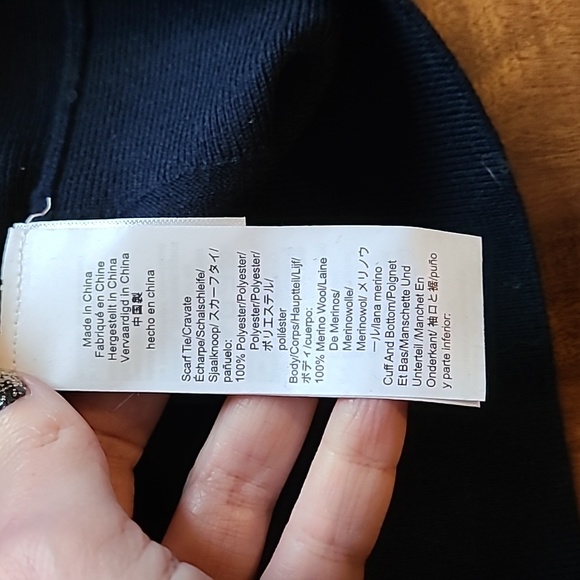 Made In China
Fabriqué en Chine
Hergestellt In China
Vervaardigd In China
中国製
hecho en china
Scarf Tie/Cravate
Écharpe/Schalschleife/
Sjaalknoop/スカーフタイ/
pañuelo:
100% Polyester/Polyester/
Polyester/Polyester/
ポリエステル/
poliéster
Body/Corps/Hauptteil/Lijf/
ボディ/cuerpo:
100% Merino Wool/Laine
De Merinos/
Merinowolle/
Merinowol/ メリノウ
ール/lana merino
Cuff And Bottom/Poignet
Et Bas/Manschette Und
Unterteil/Manchet En
Onderkant/ 袖口と裾/puño
y parte inferior: